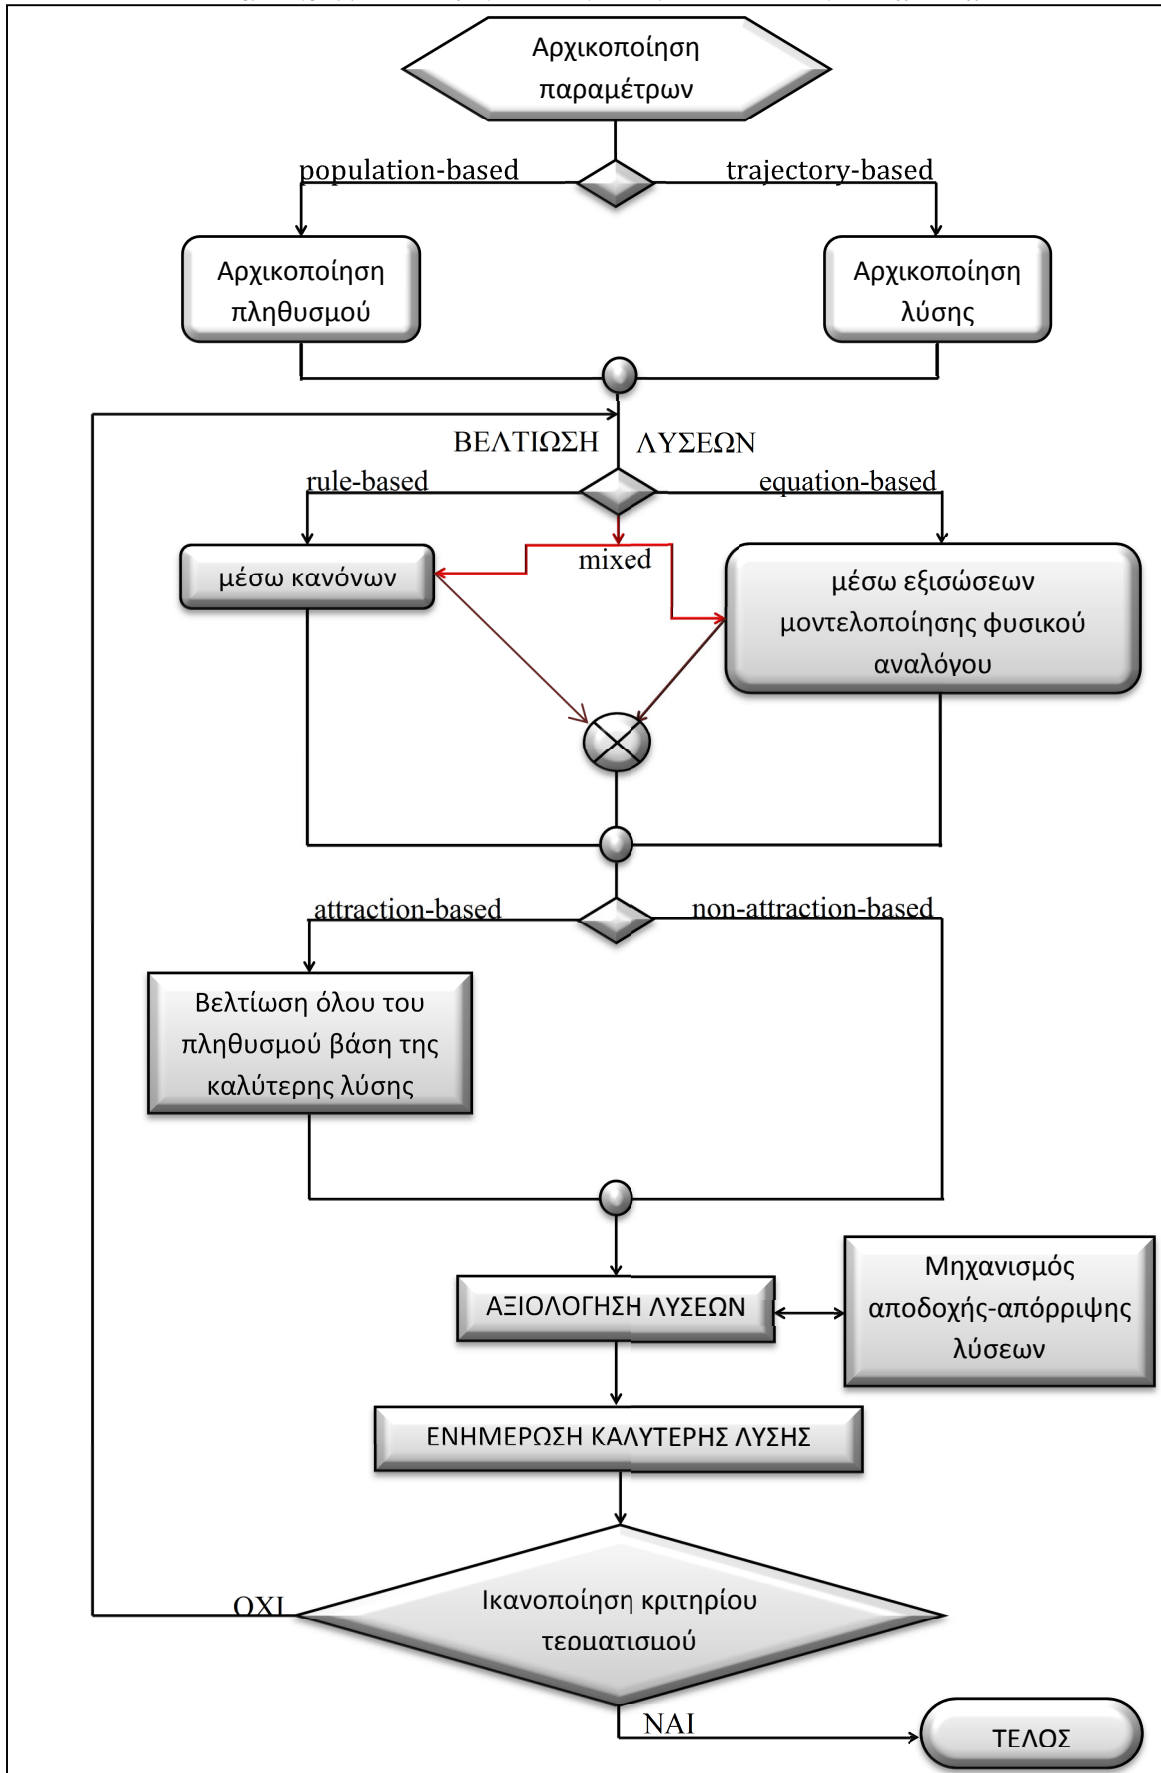 Αρχικοποίηση
παραμέτρων
population-based
trajectory-based
Αρχικοποίηση
πληθυσμού
Αρχικοποίηση
λύσης
ΒΕΛΤΙΩΣΗ ΛΥΣΕΩΝ
rule-based
equation-based
mixed
μέσω κανόνων
μέσω εξισώσεων
μοντελοποίησης φυσικού
αναλόγου
attraction-based
non-attraction-based
Βελτίωση όλου του
πληθυσμού βάση της
καλύτερης λύσης
ΑΞΙΟΛΟΓΗΣΗ ΛΥΣΕΩΝ
Μηχανισμός
αποδοχής-απόρριψης
λύσεων
ΕΝΗΜΕΡΩΣΗ ΚΑΛΥΤΕΡΗΣ ΛΥΣΗΣ
Ικανοποίηση κριτηρίου
τερματισμού
ΟΧΙ
ΝΑΙ
ΤΕΛΟΣ